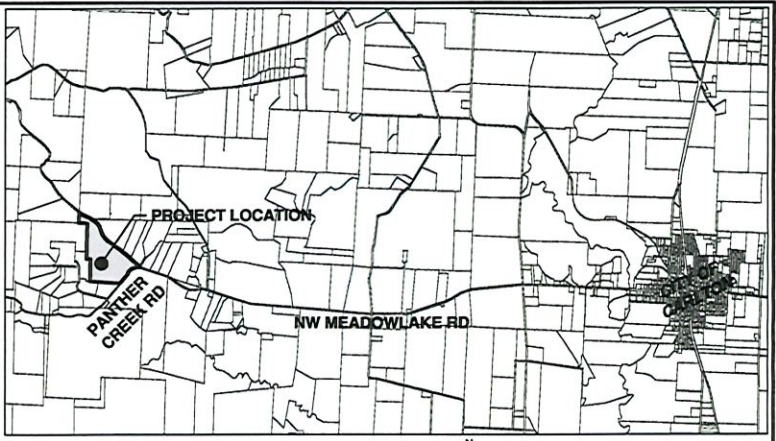 PROJECT LOCATION
PANTHER
CREEK RD
NW MEADOWLAKE RD
CITY OF
CARLTON
N